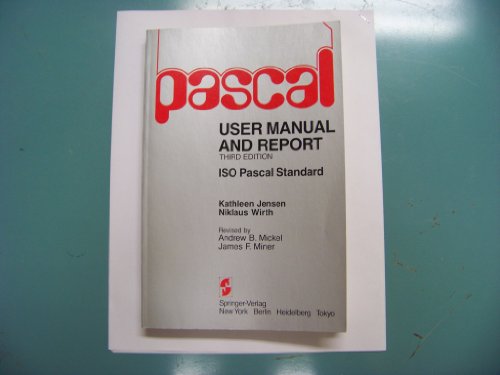 pascal
USER MANUAL
AND REPORT
THIRD EDITION
ISO Pascal Standard
Kathleen Jensen
Niklaus Wirth
Revised by
Andrew B. Mickel
James F. Miner
Springer-Verlag
New York Berlin Heidelberg Tokyo